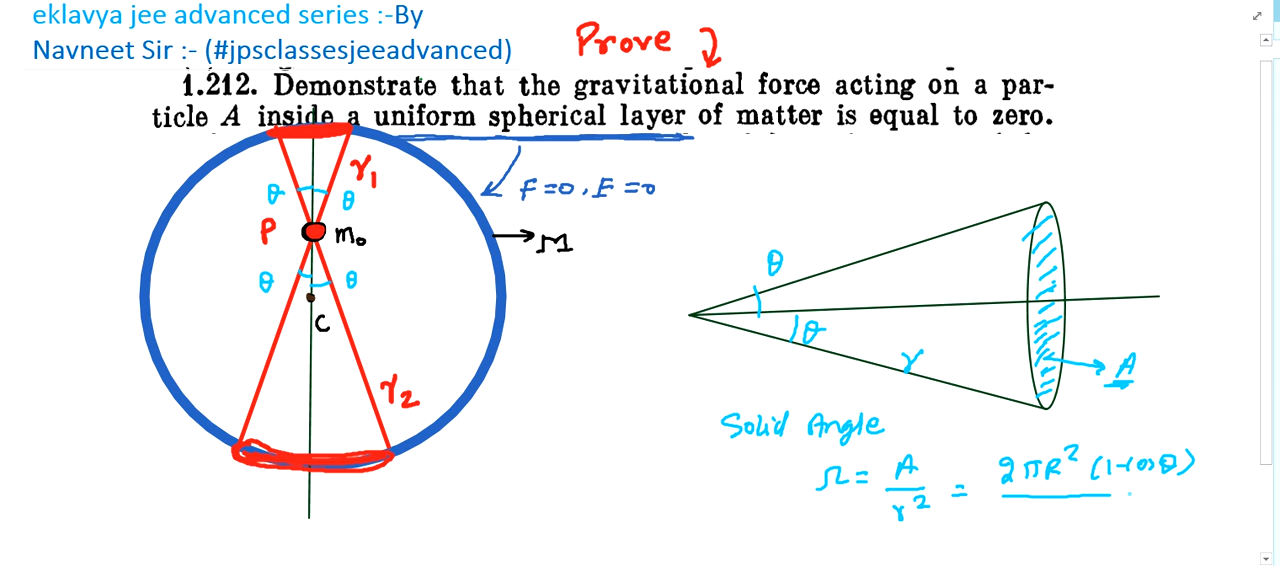 eklavya jee advanced series :-By
Navneet Sir :- (#jpsclassesjeeadvanced)
Prove
1.212. Demonstrate that the gravitational force acting on a par-
ticle A inside a uniform spherical layer of matter is equal to zero.
r1
θ θ
F=0, E=0
P m₀
M
θ θ
C
r2
θ
θ
r
A
Solid Angle
Ω = A/r² = 2πR² (1-cosθ)